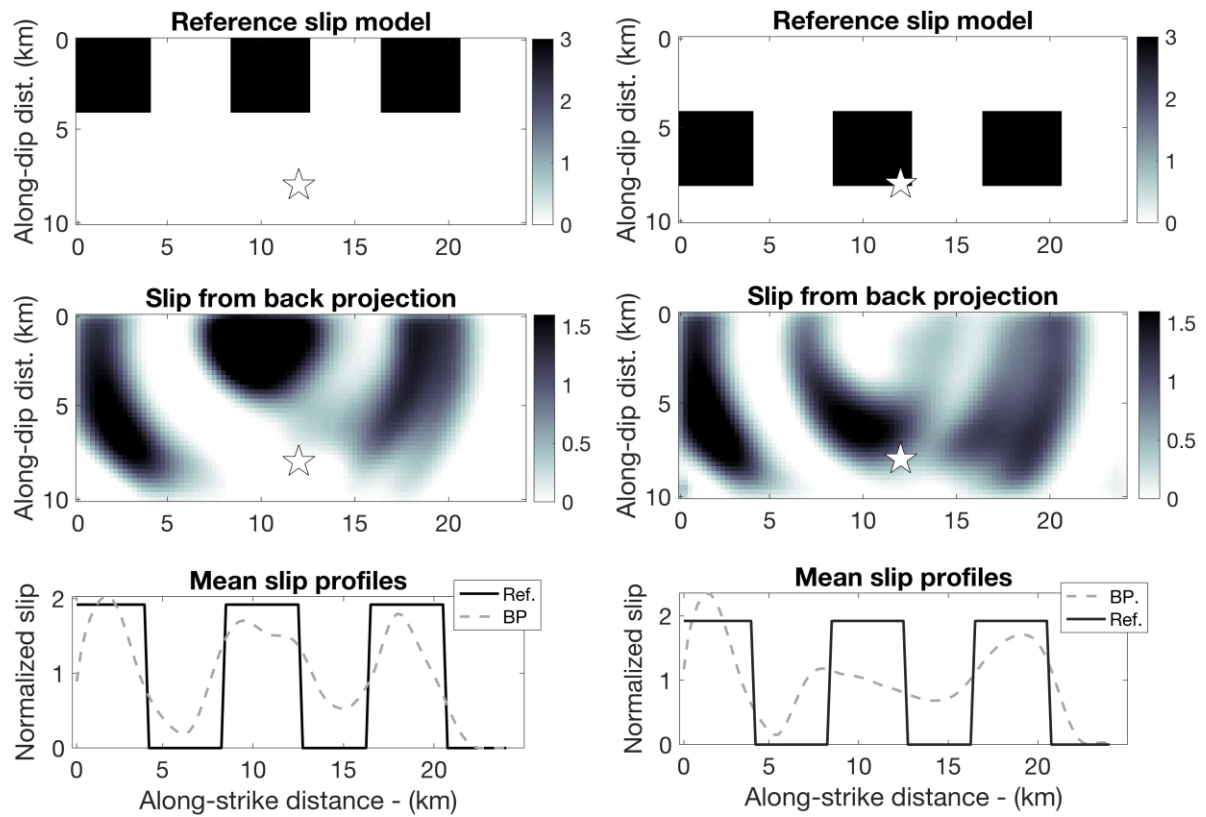 Reference slip model
Along-dip dist. (km)
0
5
10
0 5 10 15 20
3
2
1
0
Reference slip model
Along-dip dist. (km)
0
5
10
0 5 10 15 20
3
2
1
0
Slip from back projection
Along-dip dist. (km)
0
5
10
0 5 10 15 20
1.5
1
0.5
0
Slip from back projection
Along-dip dist. (km)
0
5
10
0 5 10 15 20
1.5
1
0.5
0
Mean slip profiles
Normalized slip
2
1
0
Ref.
BP
0 5 10 15 20
Along-strike distance - (km)
Mean slip profiles
Normalized slip
2
1
0
BP.
Ref.
0 5 10 15 20
Along-strike distance - (km)